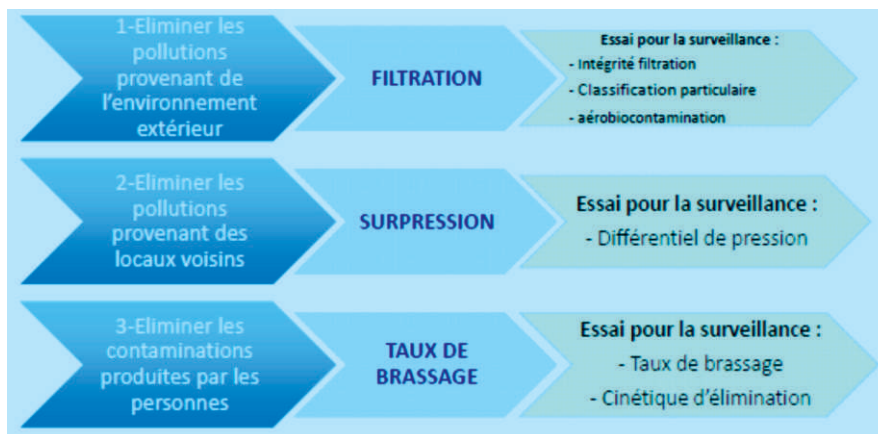 1-Eliminer les
pollutions
provenant de
l'environnement
extérieur
FILTRATION
Essai pour la surveillance :
- Intégrité filtration
- Classification particulaire
- aérobiocontamination
2-Eliminer les
pollutions
provenant des
locaux voisins
SURPRESSION
Essai pour la surveillance :
- Différentiel de pression
3-Eliminer les
contaminations
produites par les
personnes
TAUX DE
BRASSAGE
Essai pour la surveillance :
- Taux de brassage
- Cinétique d'élimination